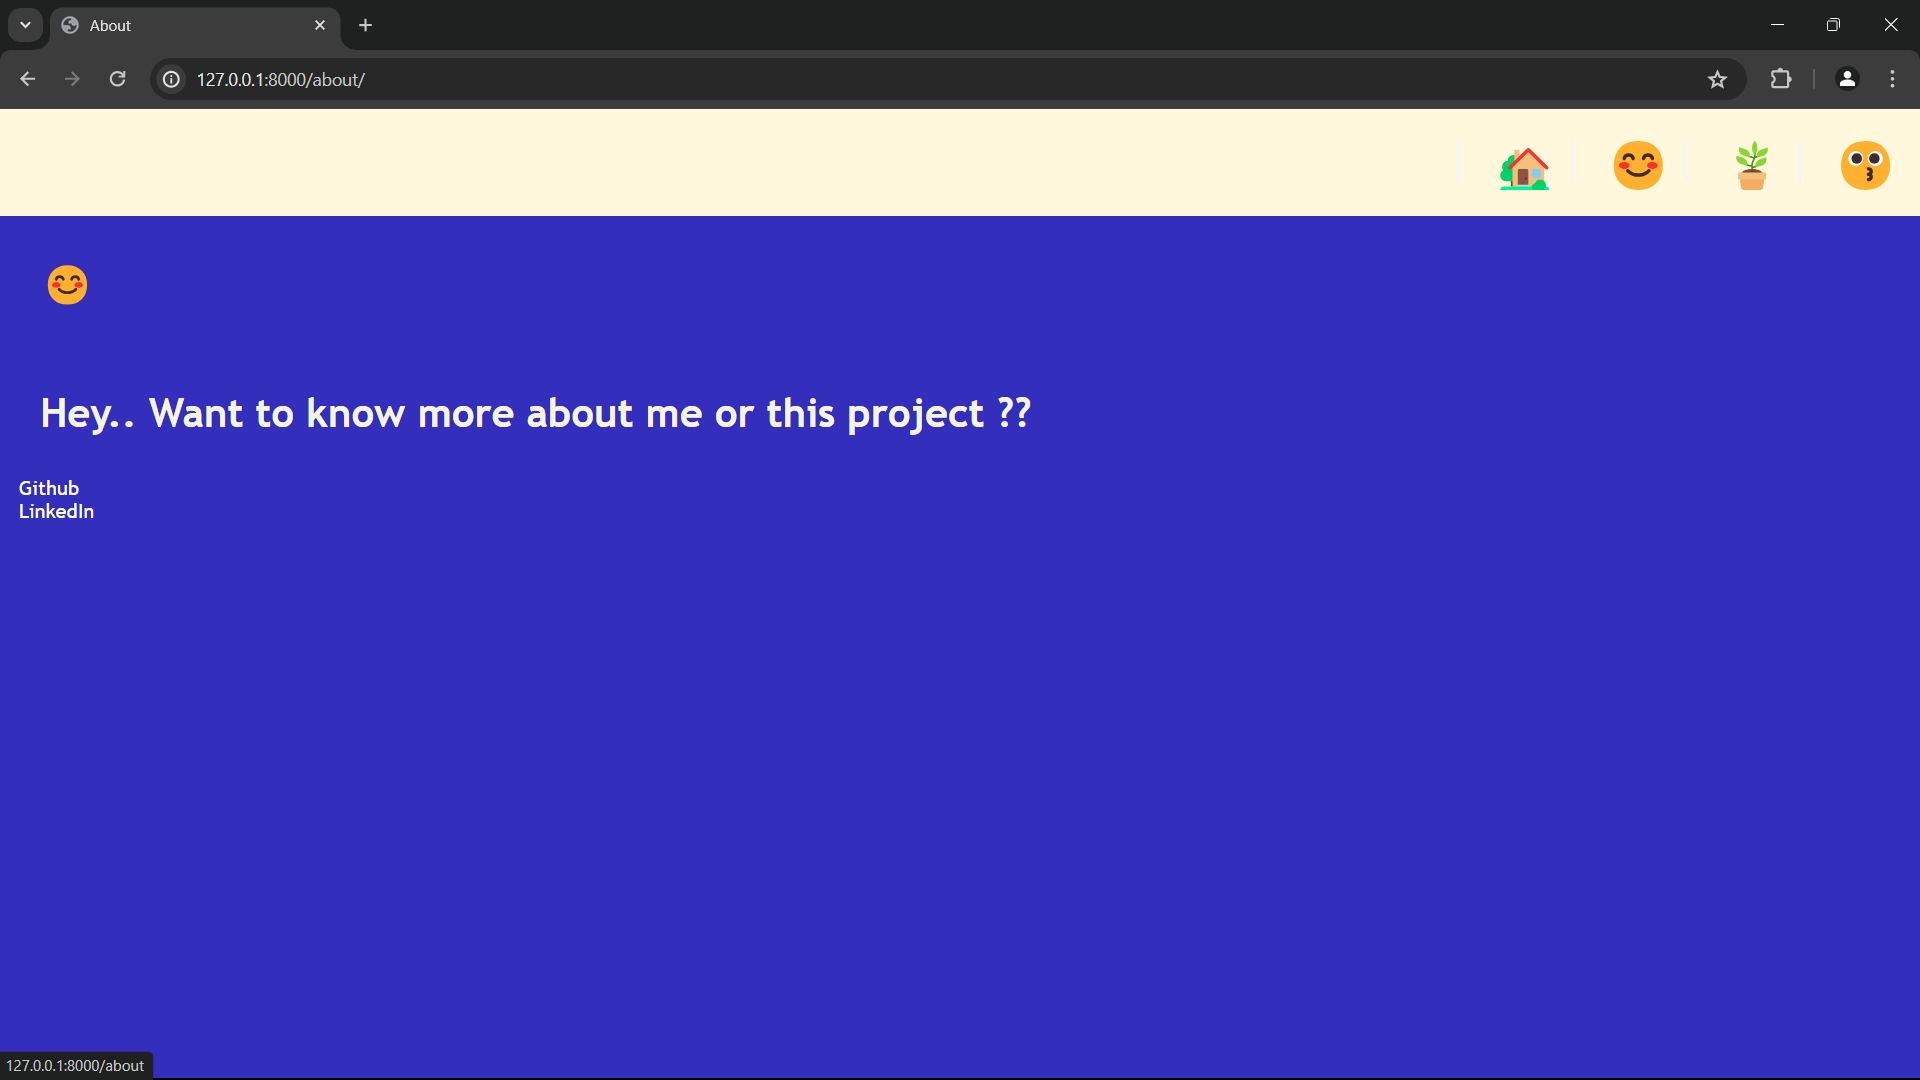 About
127.0.0.1:8000/about/
Hey.. Want to know more about me or this project ??
Github
LinkedIn
127.0.0.1:8000/about